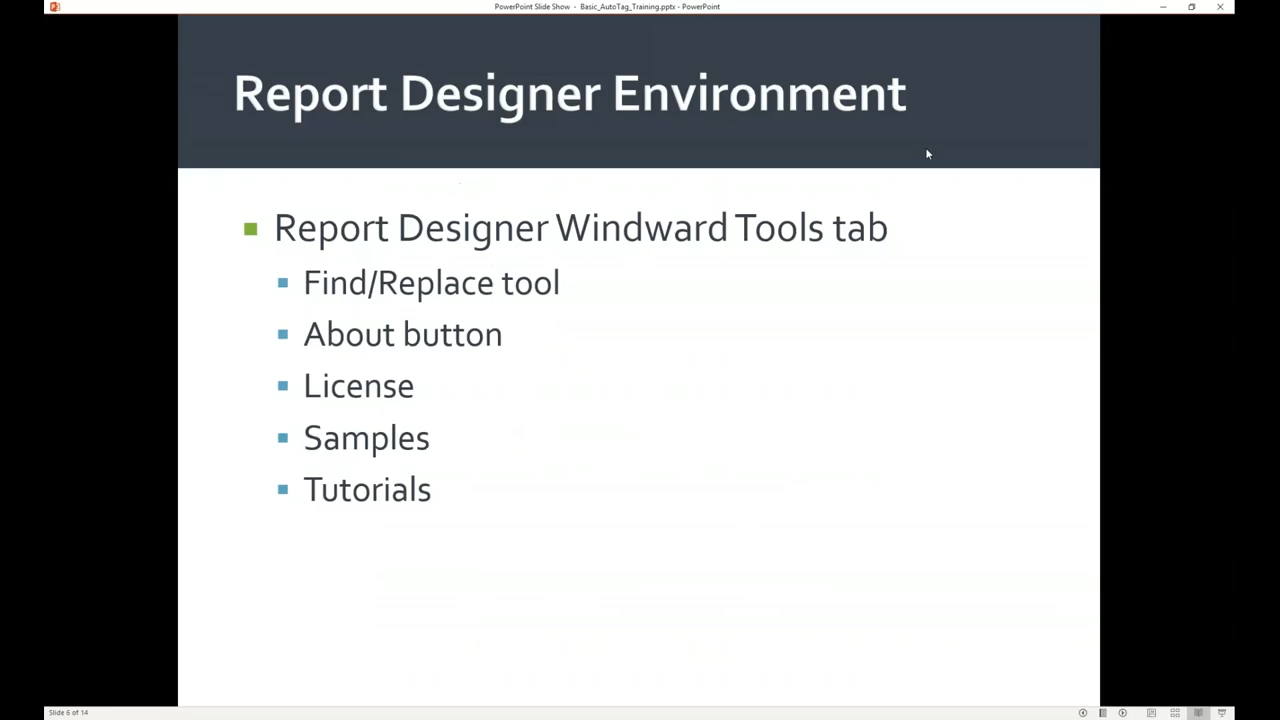 PowerPoint Slide Show - Basic_AutoTag_Training.pptx - PowerPoint
Report Designer Environment
Report Designer Windward Tools tab
Find/Replace tool
About button
License
Samples
Tutorials
Slide 6 of 14